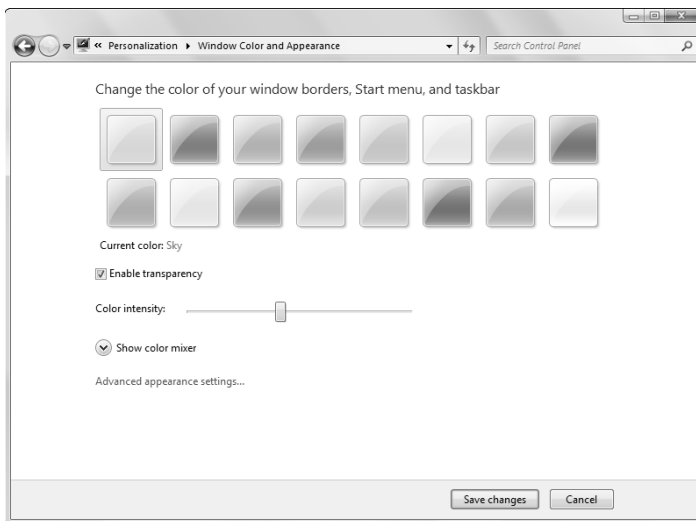 « Personalization ▸ Window Color and Appearance
Search Control Panel
Change the color of your window borders, Start menu, and taskbar
Current color: Sky
Enable transparency
Color intensity:
Show color mixer
Advanced appearance settings...
Save changes Cancel